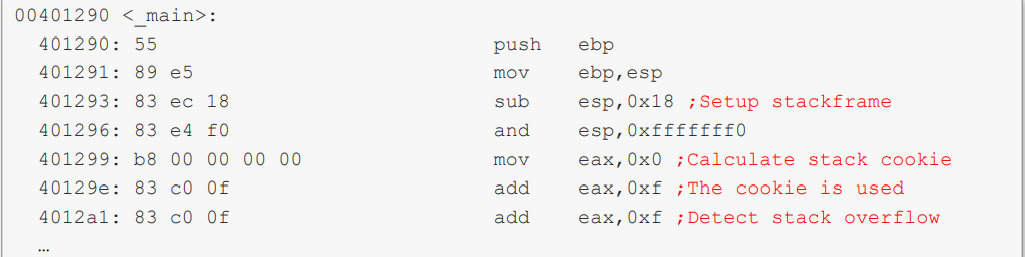 00401290 <_main>:
401290: 55 push ebp
401291: 89 e5 mov ebp,esp
401293: 83 ec 18 sub esp,0x18 ;Setup stackframe
401296: 83 e4 f0 and esp,0xfffffff0
401299: b8 00 00 00 00 mov eax,0x0 ;Calculate stack cookie
40129e: 83 c0 0f add eax,0xf ;The cookie is used
4012a1: 83 c0 0f add eax,0xf ;Detect stack overflow
…